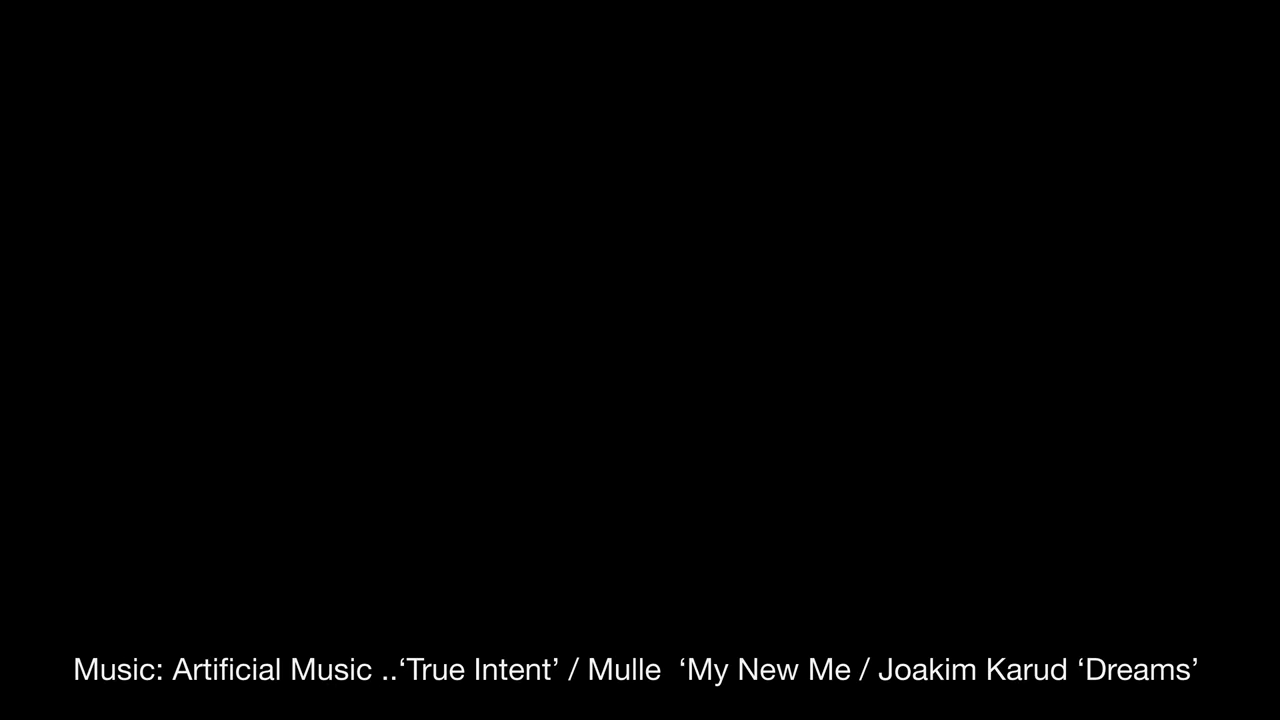 Music: Artificial Music ..‘True Intent’ / Mulle  ‘My New Me / Joakim Karud ‘Dreams’